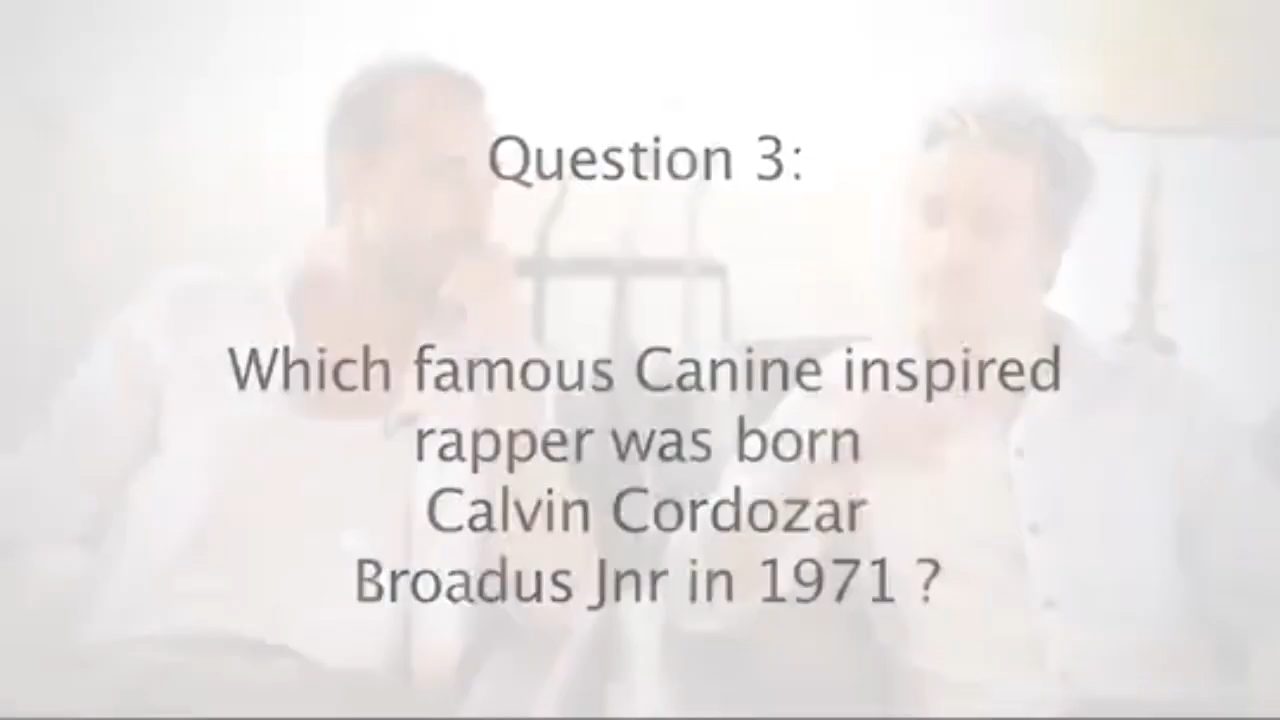 Question 3:
Which famous Canine inspired
rapper was born
Calvin Cordozar
Broadus Jnr in 1971 ?